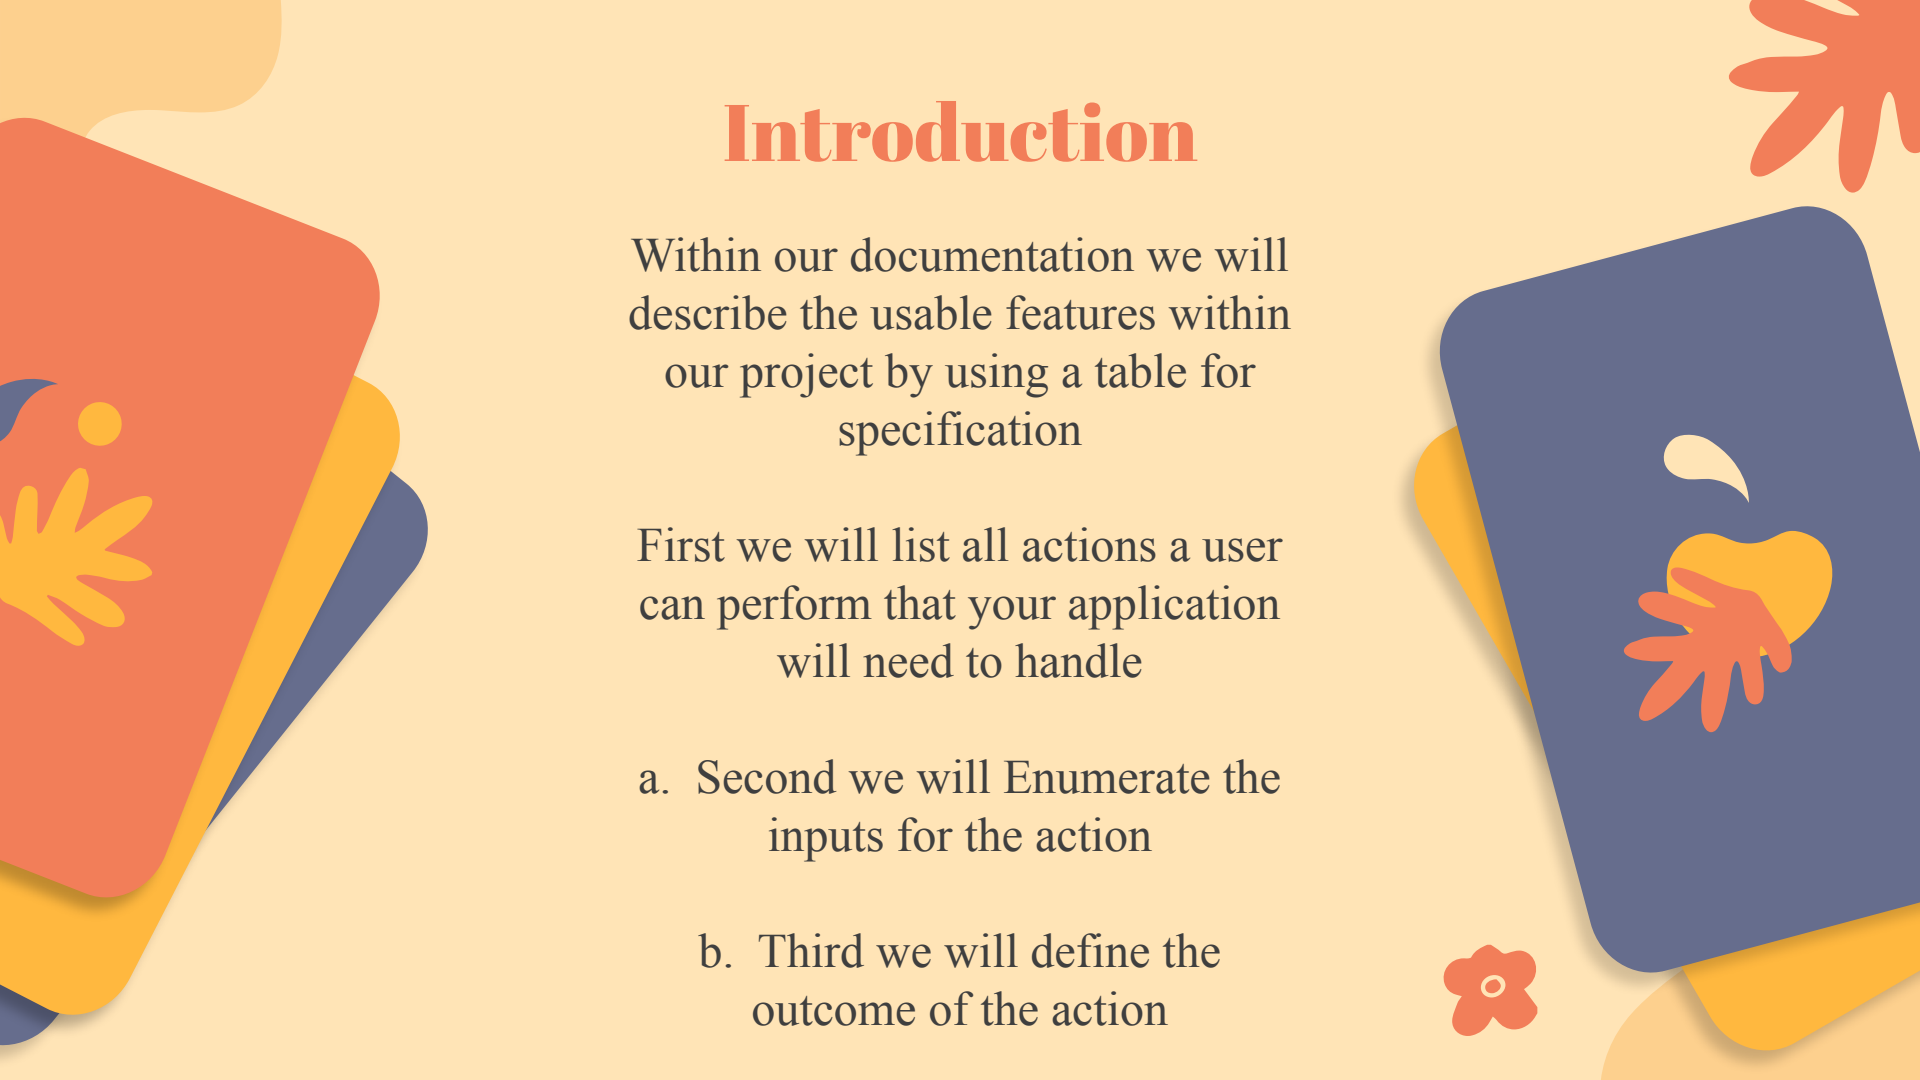 Introduction
Within our documentation we will
describe the usable features within
our project by using a table for
specification
First we will list all actions a user
can perform that your application
will need to handle
a. Second we will Enumerate the
inputs for the action
b. Third we will define the
outcome of the action